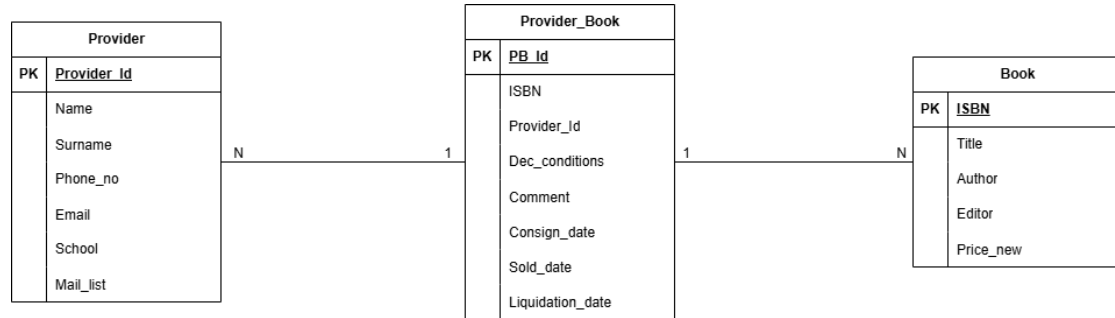 Provider
PK Provider_Id
Name
Surname
Phone_no
Email
School
Mail_list
N 1
Provider_Book
PK PB_Id
ISBN
Provider_Id
Dec_conditions
Comment
Consign_date
Sold_date
Liquidation_date
1 N
Book
PK ISBN
Title
Author
Editor
Price_new